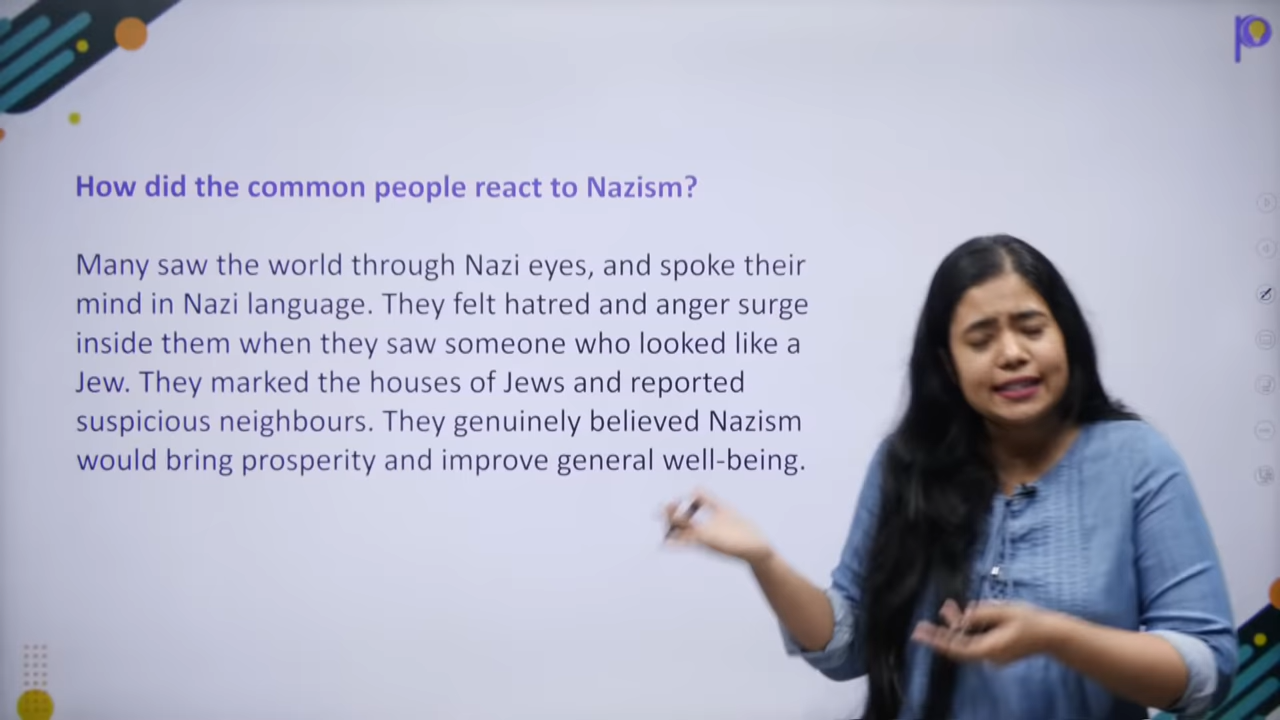 How did the common people react to Nazism?
Many saw the world through Nazi eyes, and spoke their
mind in Nazi language. They felt hatred and anger surge
inside them when they saw someone who looked like a
Jew. They marked the houses of Jews and reported
suspicious neighbours. They genuinely believed Nazism
would bring prosperity and improve general well-being.